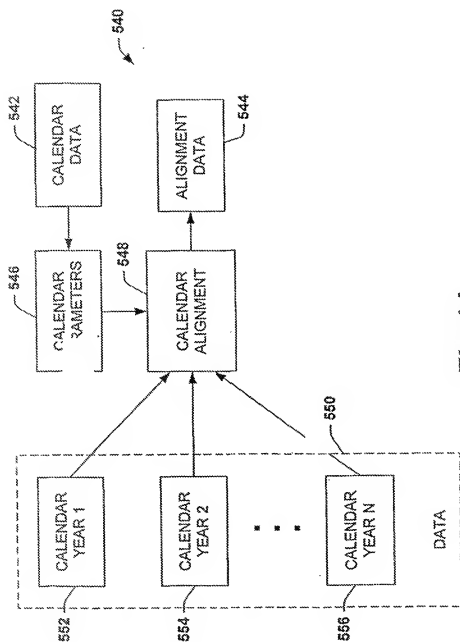 540
542
CALENDAR
DATA
544
ALIGNMENT
DATA
546
CALENDAR
RAMETERS
548
CALENDAR
ALIGNMENT
550
552
CALENDAR
YEAR 1
554
CALENDAR
YEAR 2
556
CALENDAR
YEAR N
DATA